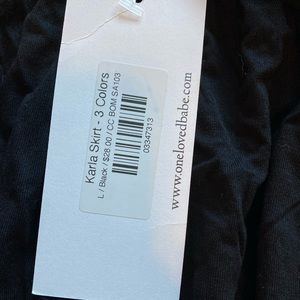 Karla Skirt - 3 Colors
L / Black / $28.00 / CC BOM SA103
03347313
www.onelovedbabe.com